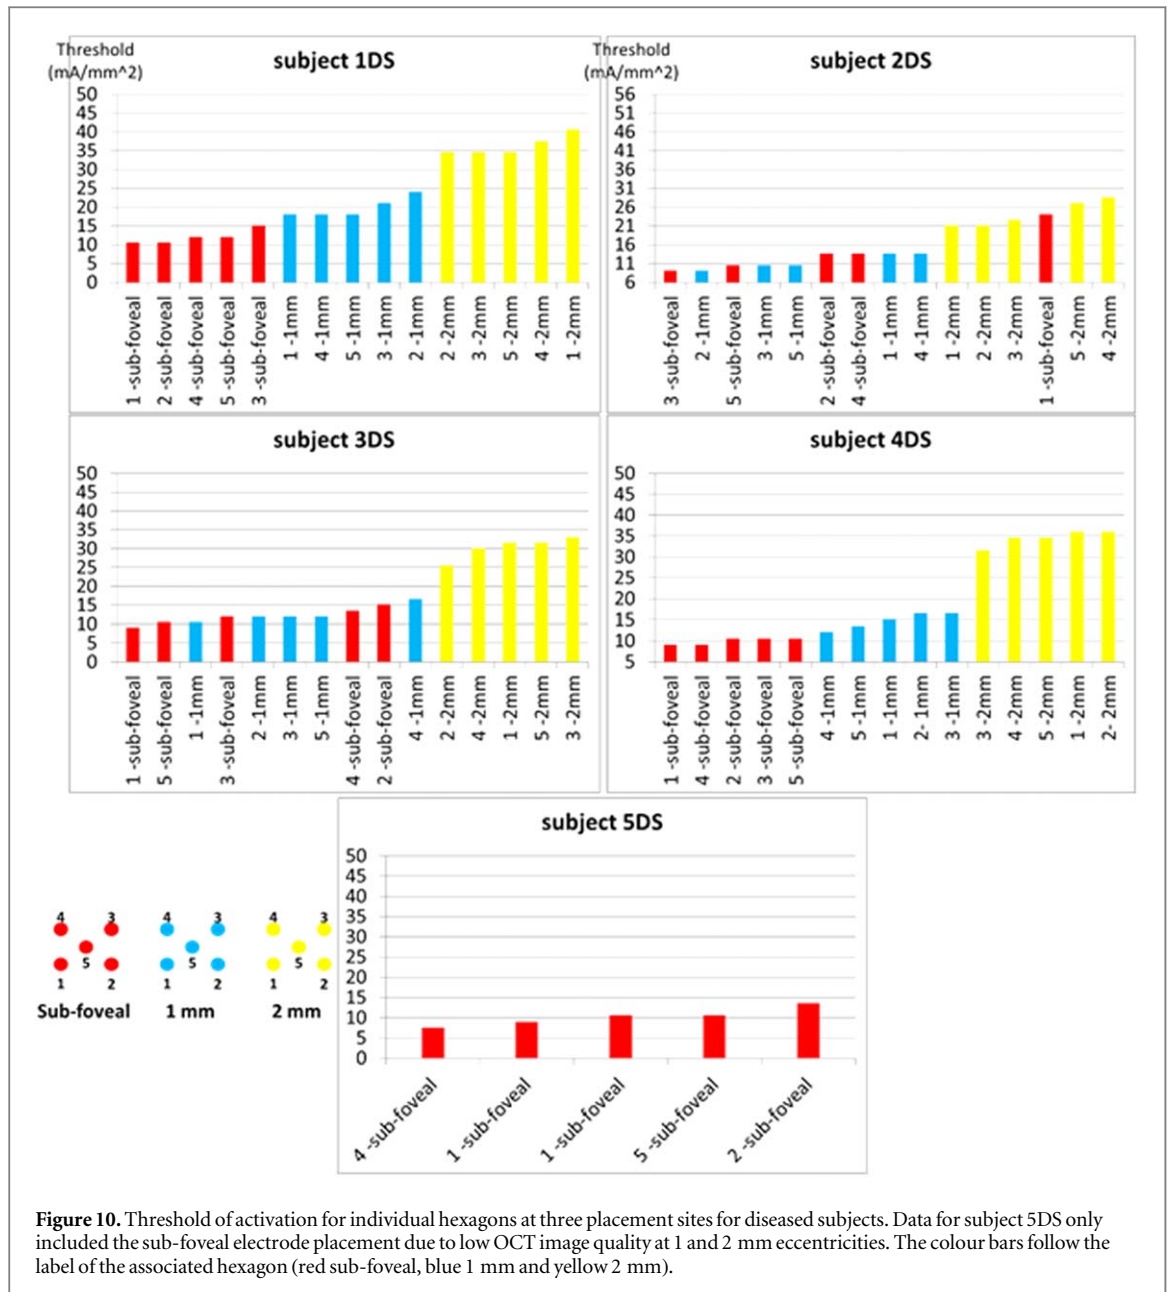 Threshold
(mA/mm^2)
subject 1DS
50
45
40
35
30
25
20
15
10
5
0
1 -sub-foveal
2 -sub-foveal
4 -sub-foveal
5 -sub-foveal
3 -sub-foveal
1 -1mm
4 -1mm
5 -1mm
3 -1mm
2 -1mm
2 -2mm
3 -2mm
5 -2mm
4 -2mm
1 -2mm
Threshold
(mA/mm^2)
subject 2DS
56
51
46
41
36
31
26
21
16
11
6
3 -sub-foveal
2 -1mm
5 -sub-foveal
3 -1mm
5 -1mm
2 -sub-foveal
4 -sub-foveal
1 -1mm
4 -1mm
1 -2mm
2 -2mm
3 -2mm
1 -sub-foveal
5 -2mm
4 -2mm
subject 3DS
50
45
40
35
30
25
20
15
10
5
0
1 -sub-foveal
5 -sub-foveal
1 -1mm
3 -sub-foveal
2 -1mm
3 -1mm
5 -1mm
4 -sub-foveal
2 -sub-foveal
4 -1mm
2 -2mm
4 -2mm
1 -2mm
5 -2mm
3 -2mm
subject 4DS
50
45
40
35
30
25
20
15
10
5
1 -sub-foveal
4 -sub-foveal
2 -sub-foveal
3 -sub-foveal
5 -sub-foveal
4 -1mm
5 -1mm
1 -1mm
2- 1mm
3 -1mm
3 -2mm
4 -2mm
5 -2mm
1 -2mm
2- 2mm
4 3
5
1 2
Sub-foveal
4 3
5
1 2
1 mm
4 3
5
1 2
2 mm
subject 5DS
50
45
40
35
30
25
20
15
10
5
0
4 -sub-foveal
1 -sub-foveal
1 -sub-foveal
5 -sub-foveal
2 -sub-foveal
Figure 10. Threshold of activation for individual hexagons at three placement sites for diseased subjects. Data for subject 5DS only
included the sub-foveal electrode placement due to low OCT image quality at 1 and 2 mm eccentricities. The colour bars follow the
label of the associated hexagon (red sub-foveal, blue 1 mm and yellow 2 mm).